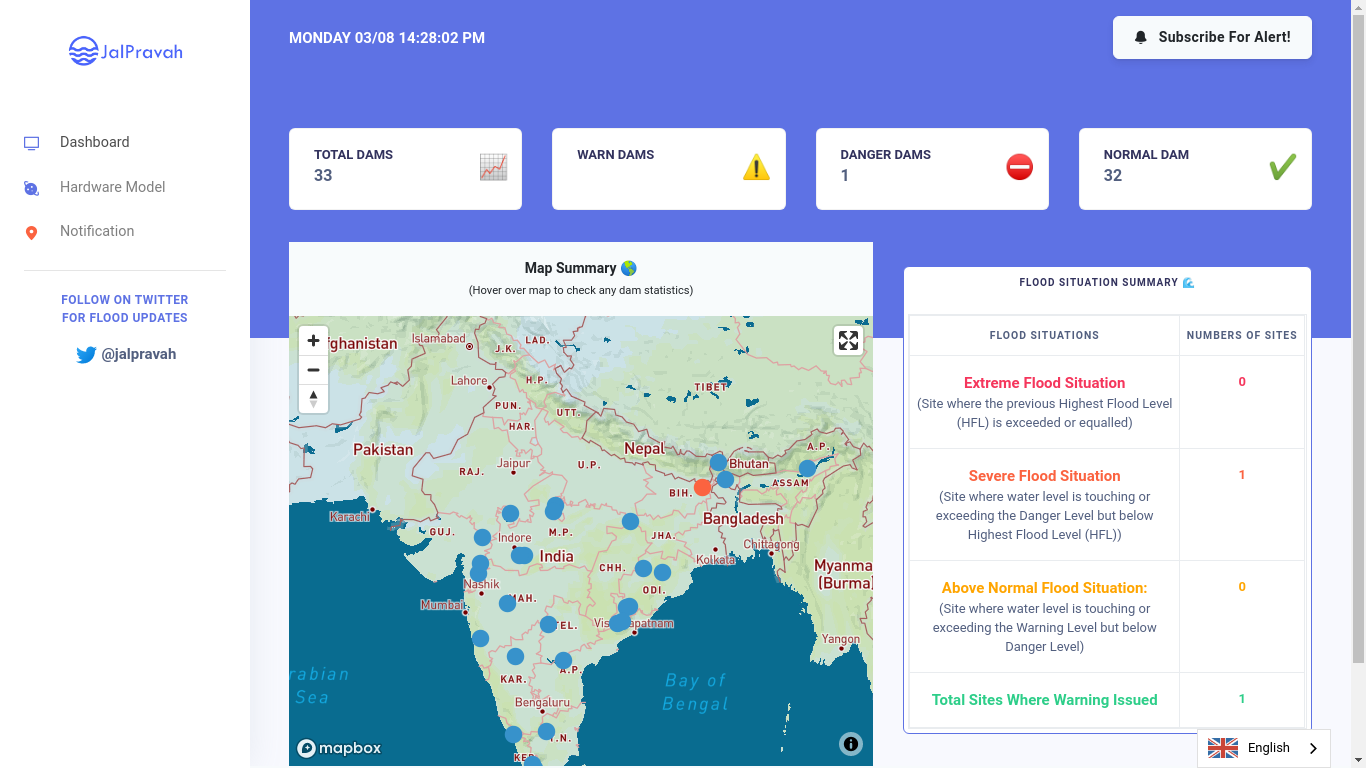 JalPravah
Dashboard
Hardware Model
Notification
FOLLOW ON TWITTER
FOR FLOOD UPDATES
@jalpravah
MONDAY 03/08 14:28:02 PM
Subscribe For Alert!
TOTAL DAMS
33
WARN DAMS
DANGER DAMS
1
NORMAL DAM
32
Map Summary
(Hover over map to check any dam statistics)
fghanistan
Islamabad
J.K.
LAD.
Lahore
H.P.
TIBET
PUN.
UTT.
HAR.
Pakistan
Nepal
A.P.
Jaipur
U.P.
Bhutan
RAJ.
ASSAM
BIH.
Karachi
Bangladesh
GUJ.
Indore
M.P.
JHA.
India
Kolkata
Chittagong
CHH.
Myanma
(Burma)
Nashik
ODI.
Mumbai
MAH.
TEL.
Vis
apatnam
Yangon
rabian
Sea
A.P.
KAR.
Bay of
Bengal
Bengaluru
T.N.
KE
mapbox
FLOOD SITUATION SUMMARY
FLOOD SITUATIONS
NUMBERS OF SITES
Extreme Flood Situation
0
(Site where the previous Highest Flood Level
(HFL) is exceeded or equalled)
Severe Flood Situation
1
(Site where water level is touching or
exceeding the Danger Level but below
Highest Flood Level (HFL))
Above Normal Flood Situation:
0
(Site where water level is touching or
exceeding the Warning Level but below
Danger Level)
Total Sites Where Warning Issued
1
English